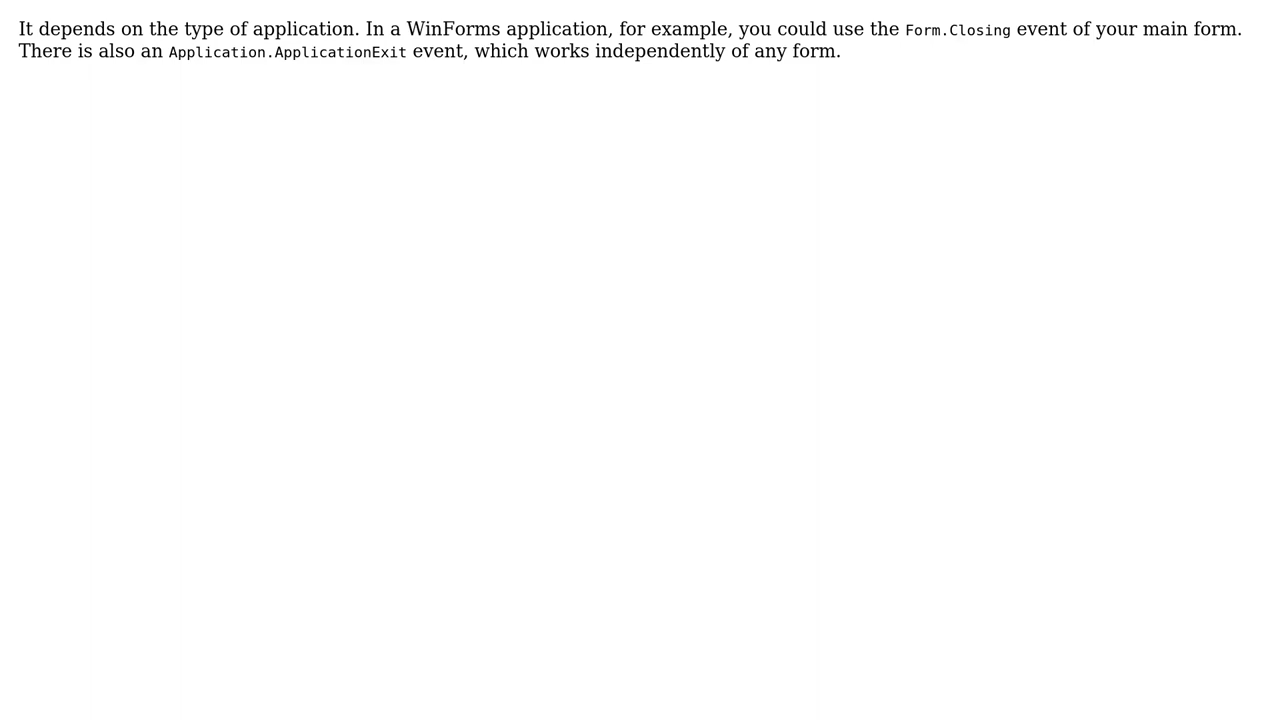 It depends on the type of application. In a WinForms application, for example, you could use the Form.Closing event of your main form.
There is also an Application.ApplicationExit event, which works independently of any form.